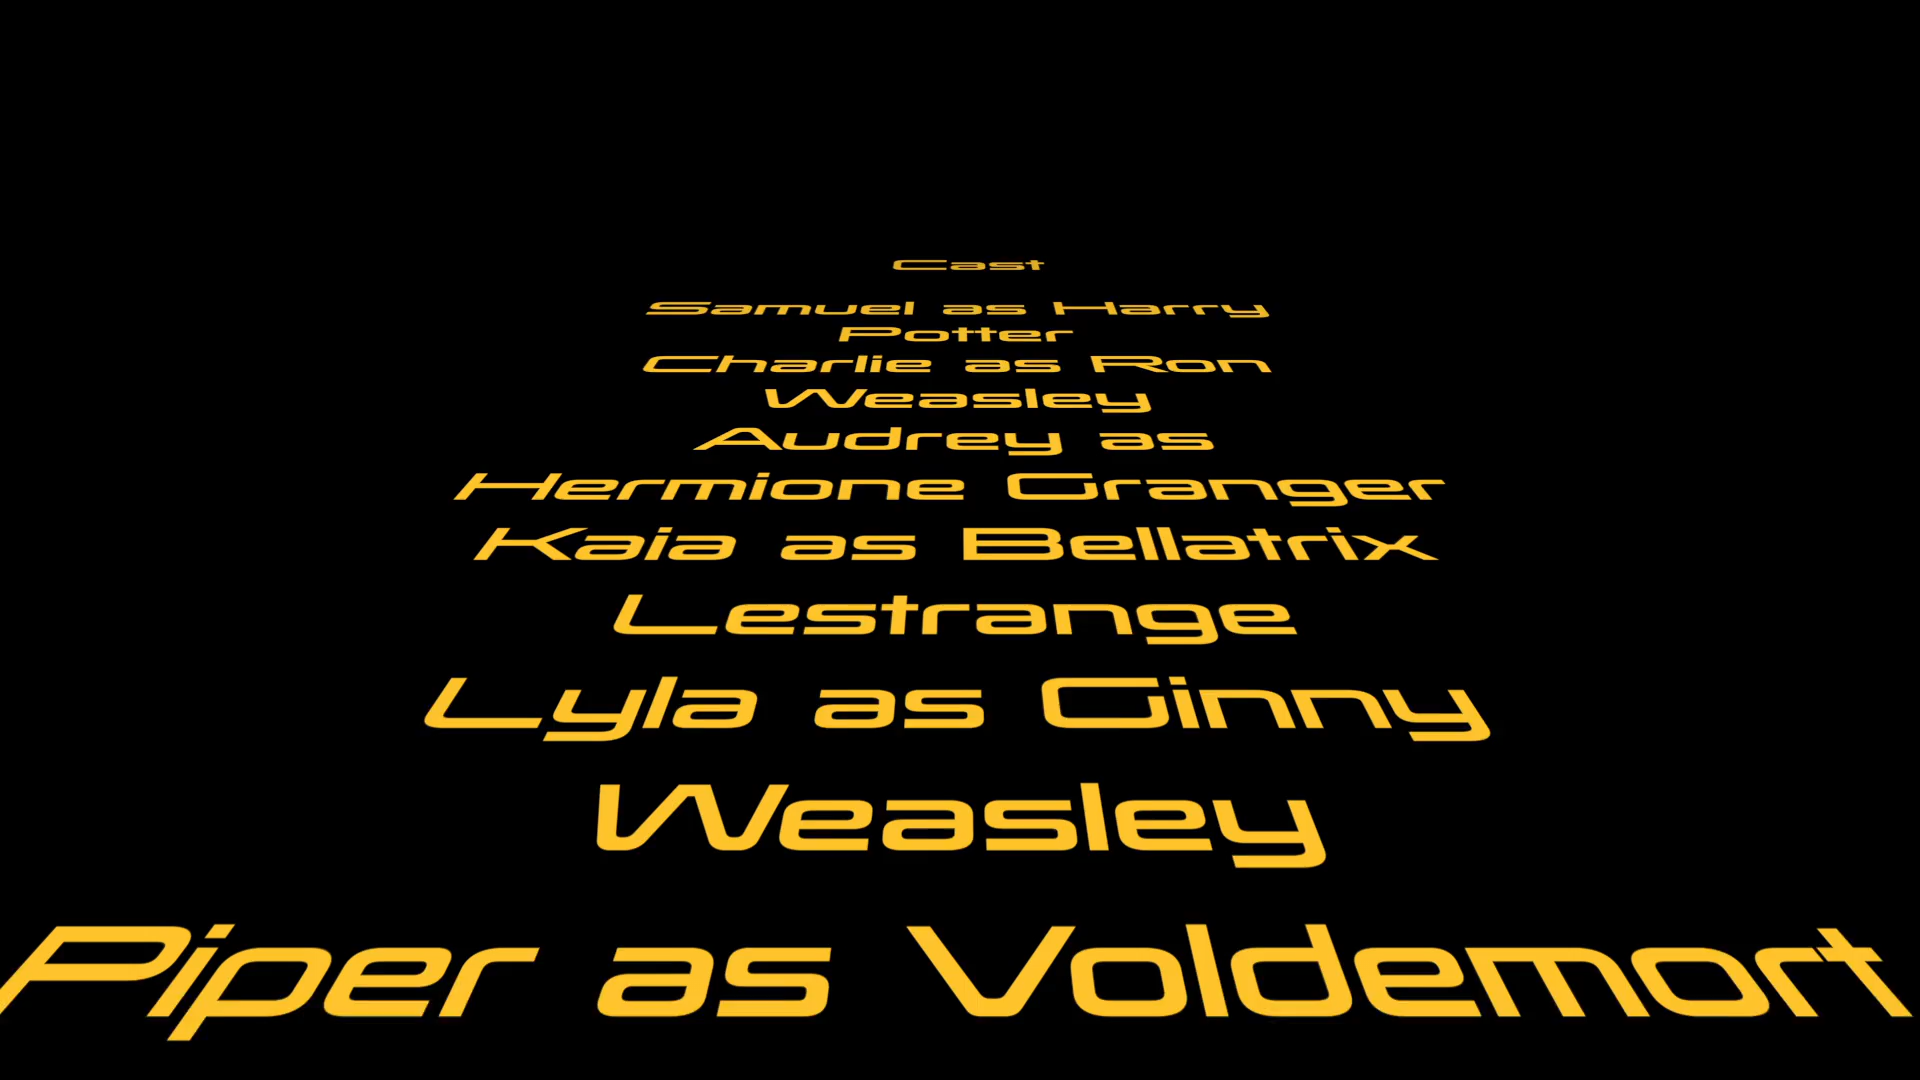 Cast
Samuel as Harry
Potter
Charlie as Ron
Weasley
Audrey as
Hermione Granger
Kaia as Bellatrix
Lestrange
Lyla as Ginny
Weasley
Piper as Voldemort